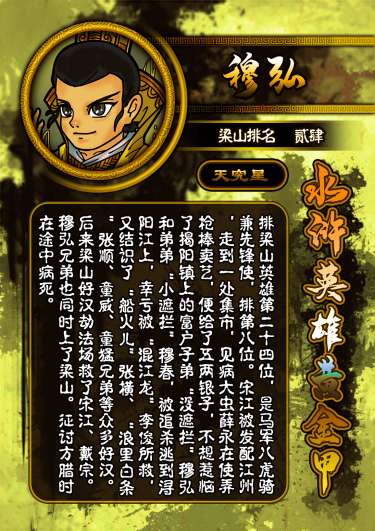 穆弘
梁山排名 贰肆
天究星
水浒英雄黄金甲
排梁山英雄第二十四位，是马军八虎骑
兼先锋使，排第八位。宋江被发配江州
，走到一处集市，见病大虫薛永在使弄
枪棒卖艺，便给了五两银子，不想惹恼
了揭阳镇上的富户子弟“没遮拦”穆弘
和弟弟“小遮拦”穆春，被追杀逃到浔
阳江上，幸亏被“混江龙”李俊所救，
又结识了“船火儿”张横、“浪里白条
”张顺、童威、童猛兄弟等众多好汉。
后来梁山好汉劫法场救了宋江、戴宗。
穆弘兄弟也同时上了梁山。征讨方腊时
在途中病死。